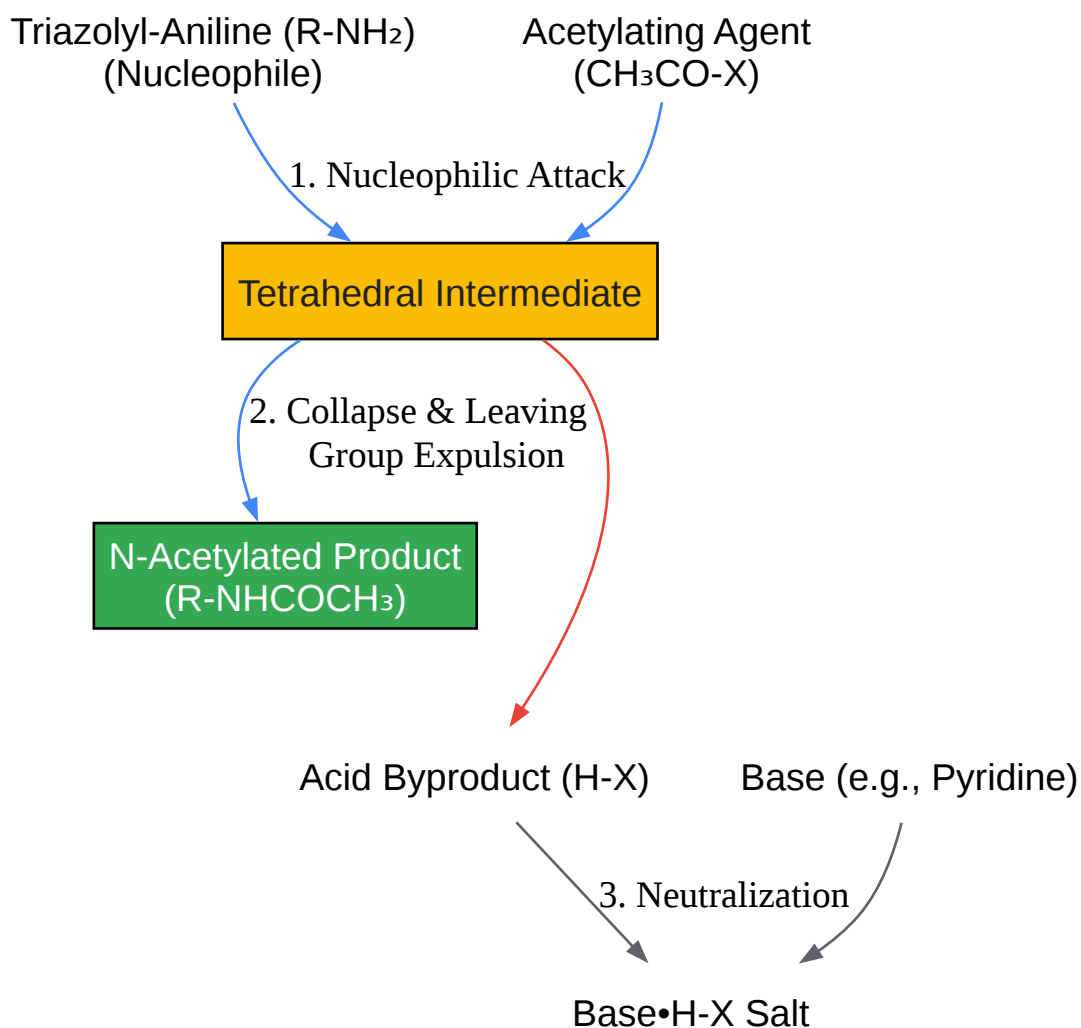 Triazolyl-Aniline (R-NH₂)
(Nucleophile)
Acetylating Agent
(CH₃CO-X)
1. Nucleophilic Attack
Tetrahedral Intermediate
2. Collapse & Leaving
Group Expulsion
N-Acetylated Product
(R-NHCOCH₃)
Acid Byproduct (H-X)
Base (e.g., Pyridine)
3. Neutralization
Base•H-X Salt